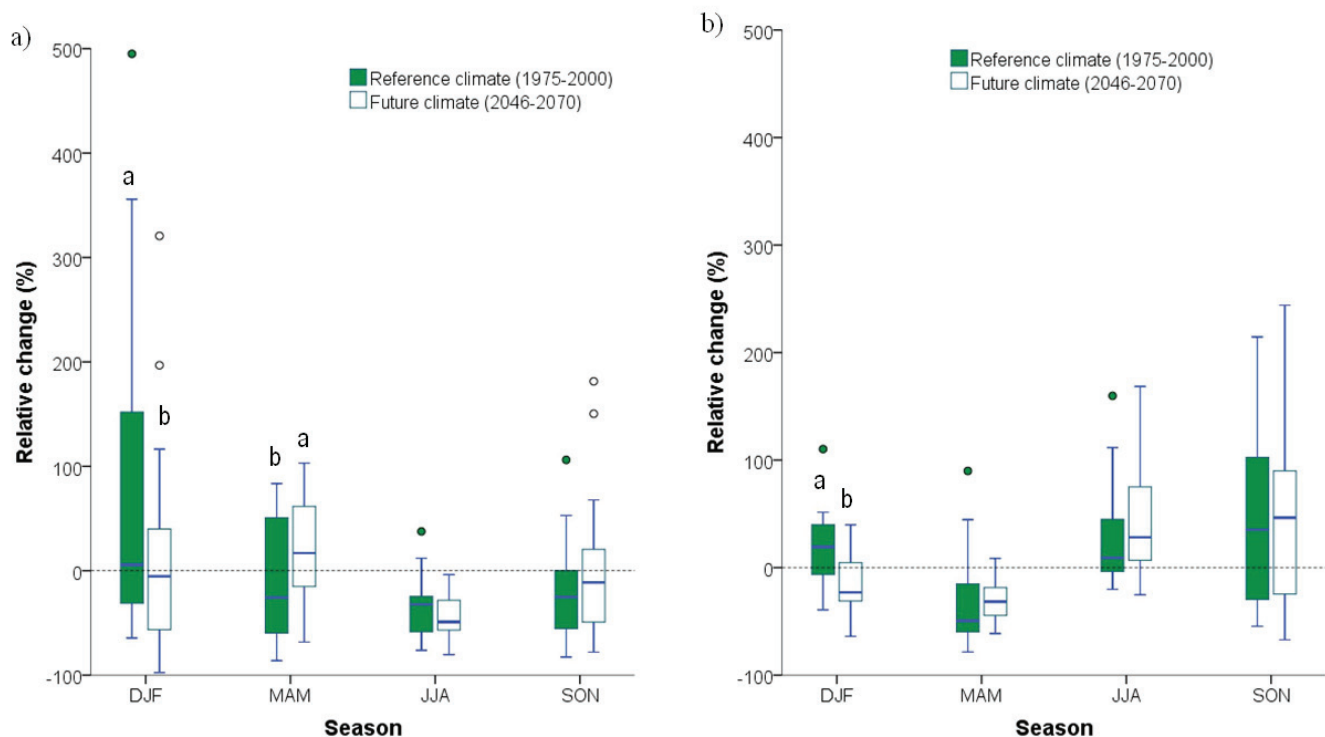 a)
500
400
300
200
100
0
-100
Relative change (%)
Reference climate (1975-2000)
Future climate (2046-2070)
a
b
b
a
DJF
MAM
JJA
SON
Season
b)
500
400
300
200
100
0
-100
Relative change (%)
Reference climate (1975-2000)
Future climate (2046-2070)
a
b
DJF
MAM
JJA
SON
Season